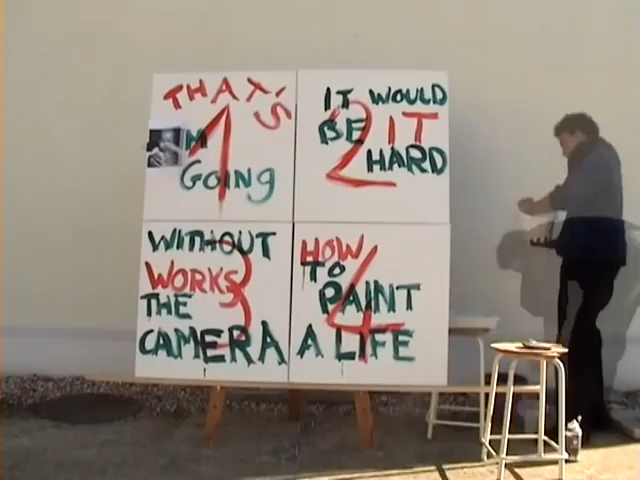 THAT'S
1
M
GOING
IT WOULD
2
BE IT
HARD
WITHOUT
3
WORKS
THE
CAMERA
HOW
4
TO
PAINT
A LIFE